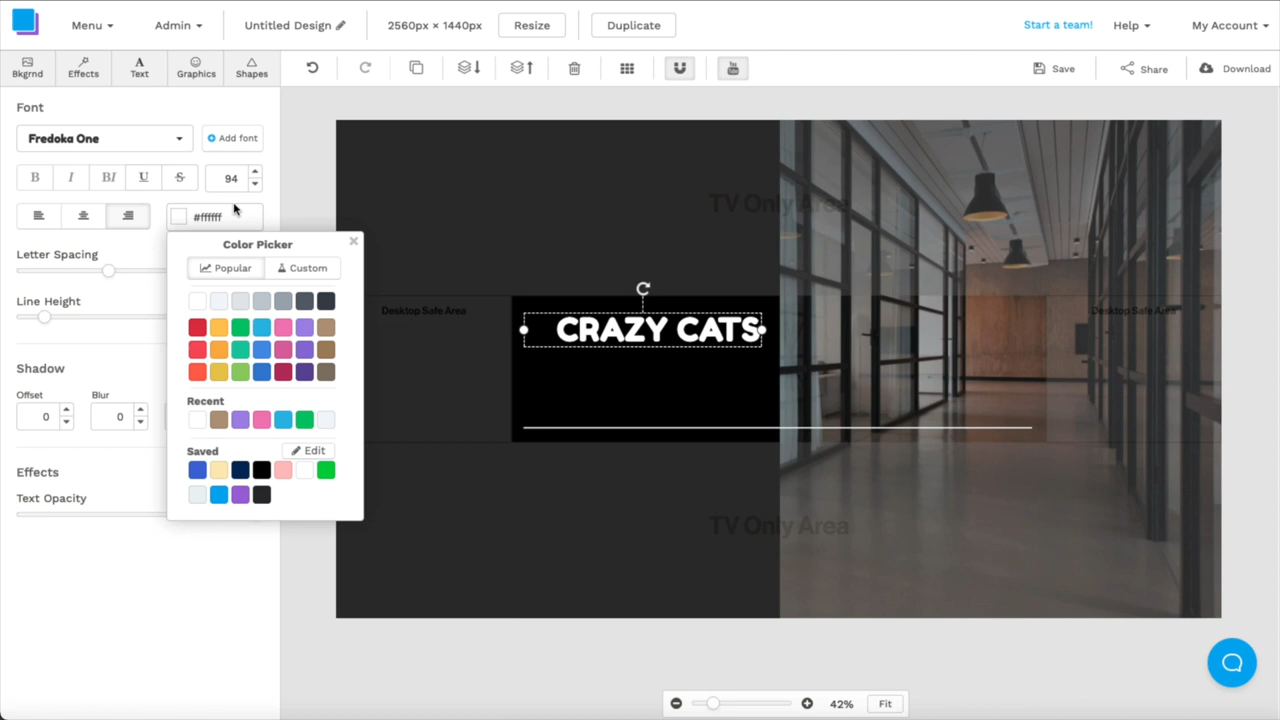 Menu Admin Untitled Design 2560px × 1440px Resize Duplicate Start a team! Help My Account
Bkgrnd Effects Text Graphics Shapes Save Share Download
Font
Fredoka One Add font
B I BI U S 94
#ffffff
Letter Spacing
Line Height
Shadow
Offset Blur
0 0
Effects
Text Opacity
Color Picker
Popular Custom
Recent
Saved Edit
TV Only Area
Desktop Safe Area Desktop Safe Area
CRAZY CATS
TV Only Area
42% Fit